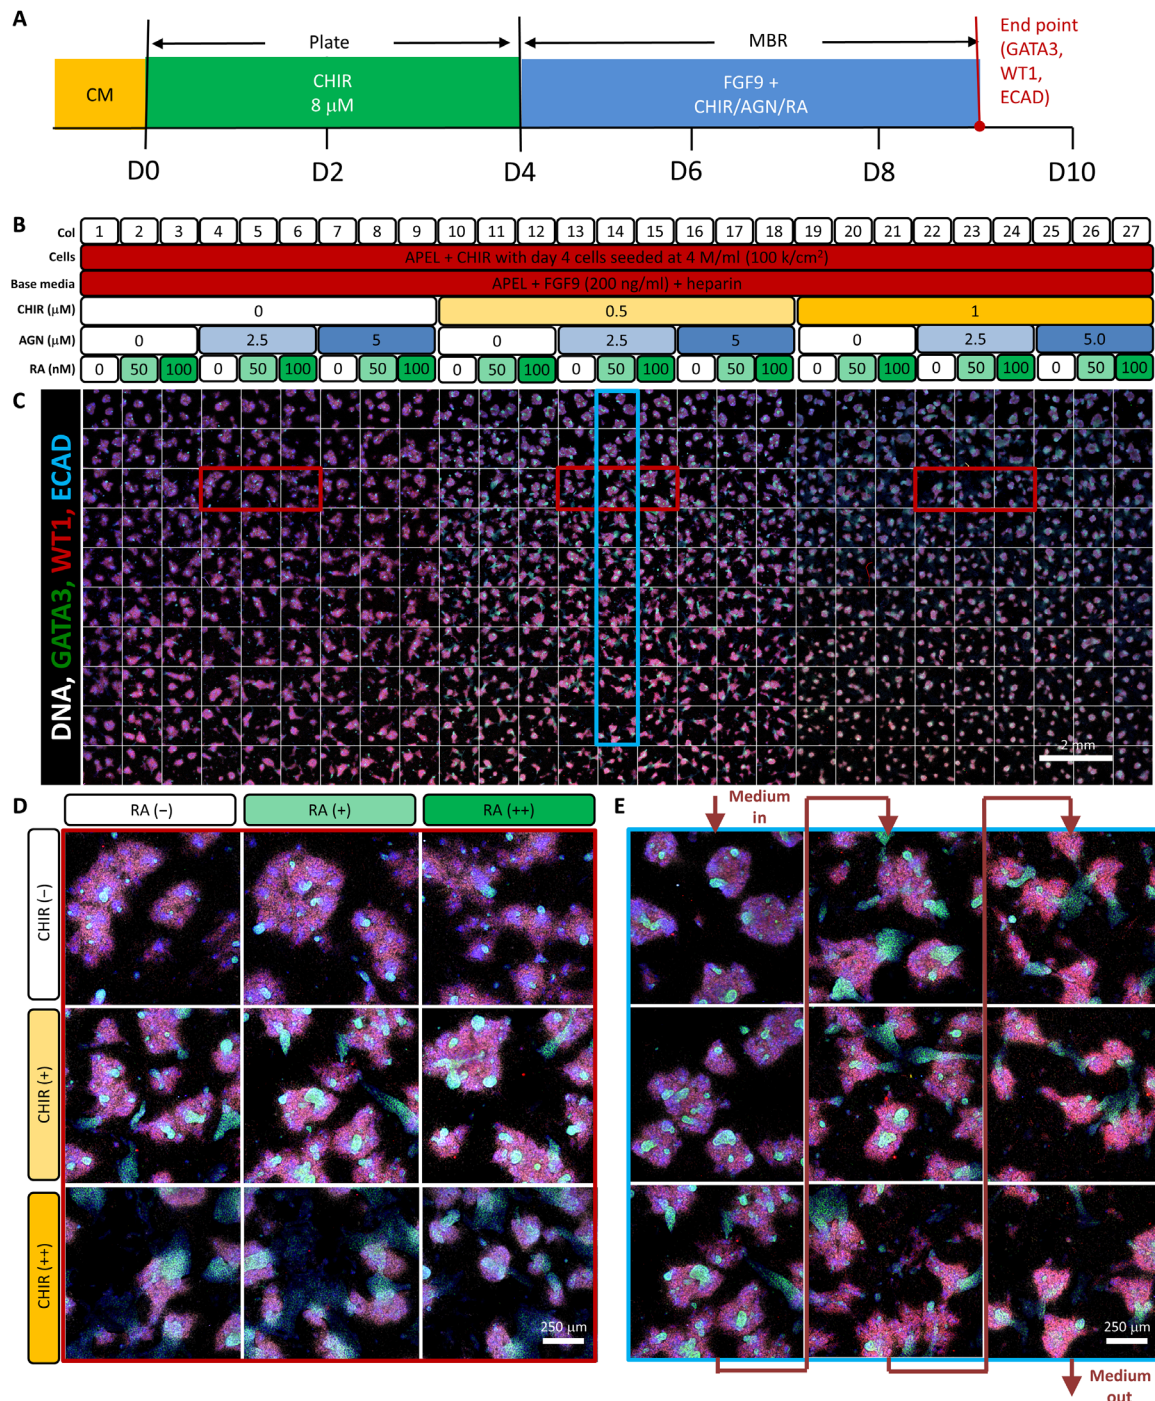 A
Plate
MBR
End point
(GATA3,
WT1,
ECAD)
CM
CHIR
8 μM
FGF9 +
CHIR/AGN/RA
D0
D2
D4
D6
D8
D10
B
Col 1 2 3 4 5 6 7 8 9 10 11 12 13 14 15 16 17 18 19 20 21 22 23 24 25 26 27
Cells APEL + CHIR with day 4 cells seeded at 4 M/ml (100 k/cm²)
Base media APEL + FGF9 (200 ng/ml) + heparin
CHIR (μM) 0 0.5 1
AGN (μM) 0 2.5 5 0 2.5 5 0 2.5 5.0
RA (nM) 0 50 100 0 50 100 0 50 100 0 50 100 0 50 100 0 50 100 0 50 100 0 50 100 0 50 100
C
DNA, GATA3, WT1, ECAD
2 mm
D
RA (−)
RA (+)
RA (++)
CHIR (−)
CHIR (+)
CHIR (++)
250 μm
E
Medium
in
250 μm
Medium
out